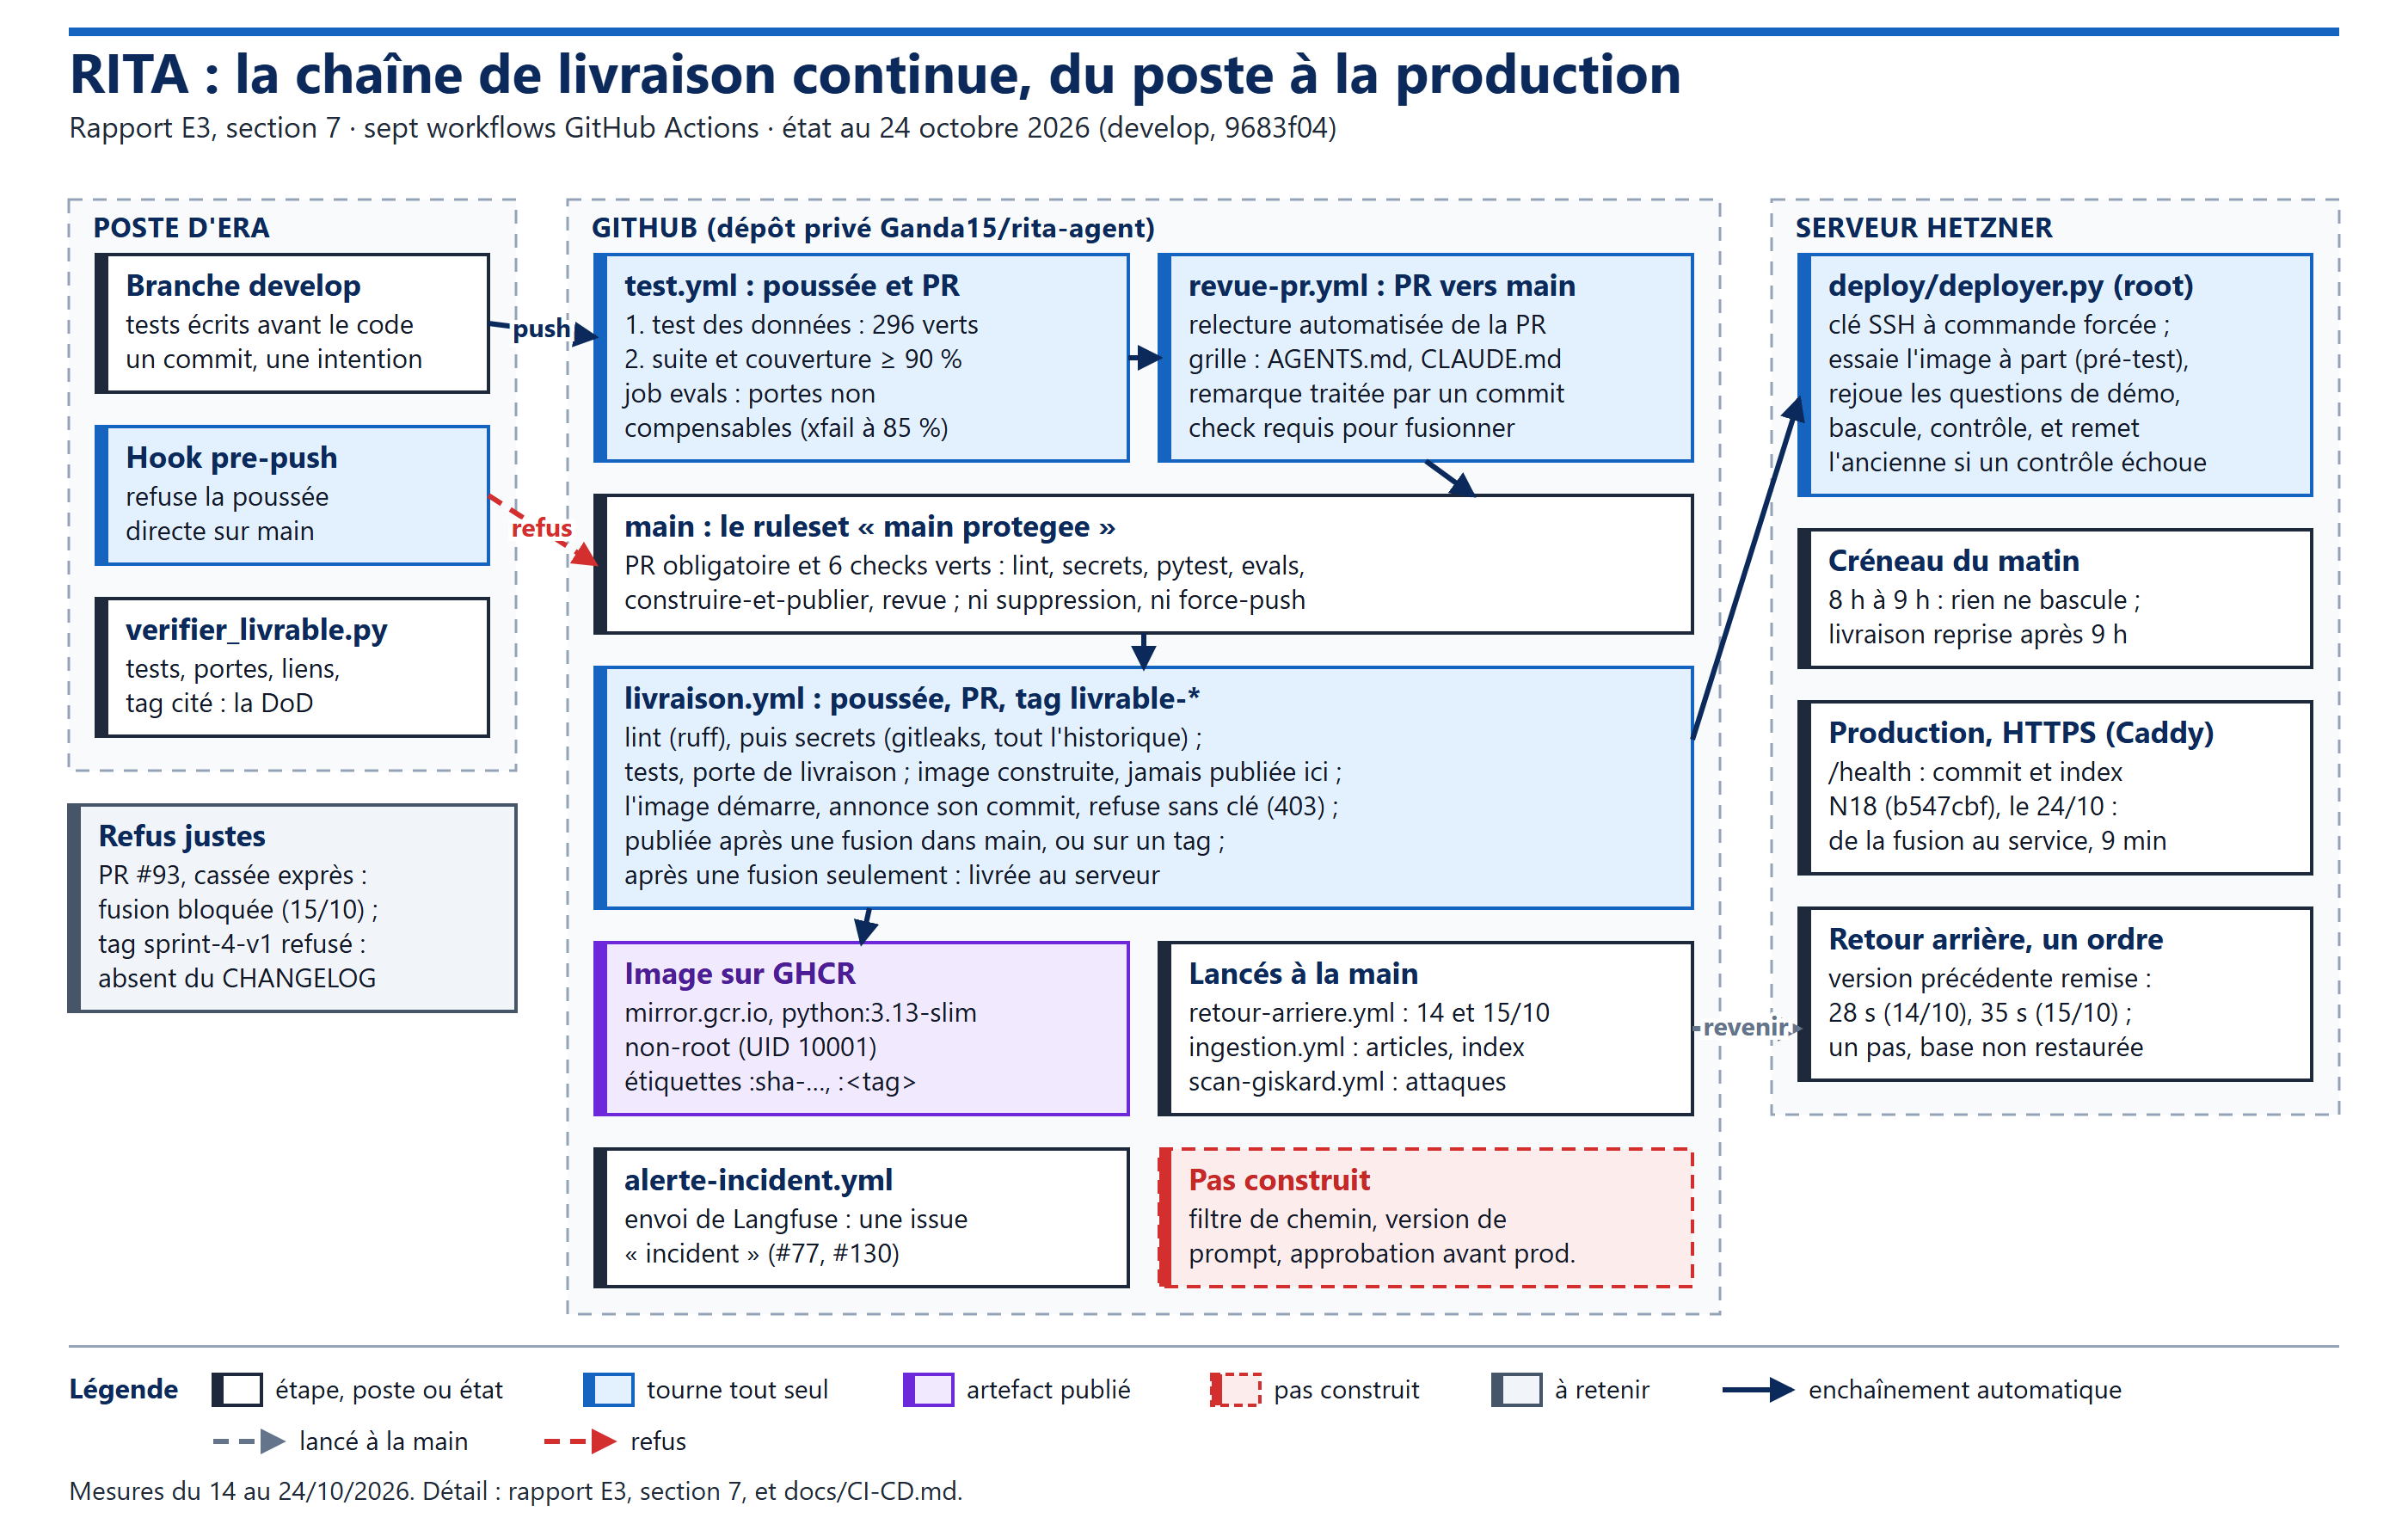 RITA : la chaîne de livraison continue, du poste à la production
Rapport E3, section 7 · sept workflows GitHub Actions · état au 24 octobre 2026 (develop, 9683f04)
POSTE D'ERA
Branche develop
tests écrits avant le code
un commit, une intention
push
Hook pre-push
refuse la poussée
directe sur main
refus
verifier_livrable.py
tests, portes, liens,
tag cité : la DoD
Refus justes
PR #93, cassée exprès :
fusion bloquée (15/10) ;
tag sprint-4-v1 refusé :
absent du CHANGELOG
GITHUB (dépôt privé Ganda15/rita-agent)
test.yml : poussée et PR
1. test des données : 296 verts
2. suite et couverture ≥ 90 %
job evals : portes non
compensables (xfail à 85 %)
revue-pr.yml : PR vers main
relecture automatisée de la PR
grille : AGENTS.md, CLAUDE.md
remarque traitée par un commit
check requis pour fusionner
main : le ruleset « main protegee »
PR obligatoire et 6 checks verts : lint, secrets, pytest, evals,
construire-et-publier, revue ; ni suppression, ni force-push
livraison.yml : poussée, PR, tag livrable-*
lint (ruff), puis secrets (gitleaks, tout l'historique) ;
tests, porte de livraison ; image construite, jamais publiée ici ;
l'image démarre, annonce son commit, refuse sans clé (403) ;
publiée après une fusion dans main, ou sur un tag ;
après une fusion seulement : livrée au serveur
Image sur GHCR
mirror.gcr.io, python:3.13-slim
non-root (UID 10001)
étiquettes :sha-…, :<tag>
Lancés à la main
retour-arriere.yml : 14 et 15/10
ingestion.yml : articles, index
scan-giskard.yml : attaques
revenir
alerte-incident.yml
envoi de Langfuse : une issue
« incident » (#77, #130)
Pas construit
filtre de chemin, version de
prompt, approbation avant prod.
SERVEUR HETZNER
deploy/deployer.py (root)
clé SSH à commande forcée ;
essaie l'image à part (pré-test),
rejoue les questions de démo,
bascule, contrôle, et remet
l'ancienne si un contrôle échoue
Créneau du matin
8 h à 9 h : rien ne bascule ;
livraison reprise après 9 h
Production, HTTPS (Caddy)
/health : commit et index
N18 (b547cbf), le 24/10 :
de la fusion au service, 9 min
Retour arrière, un ordre
version précédente remise :
28 s (14/10), 35 s (15/10) ;
un pas, base non restaurée
Légende
étape, poste ou état
tourne tout seul
artefact publié
pas construit
à retenir
enchaînement automatique
lancé à la main
refus
Mesures du 14 au 24/10/2026. Détail : rapport E3, section 7, et docs/CI-CD.md.